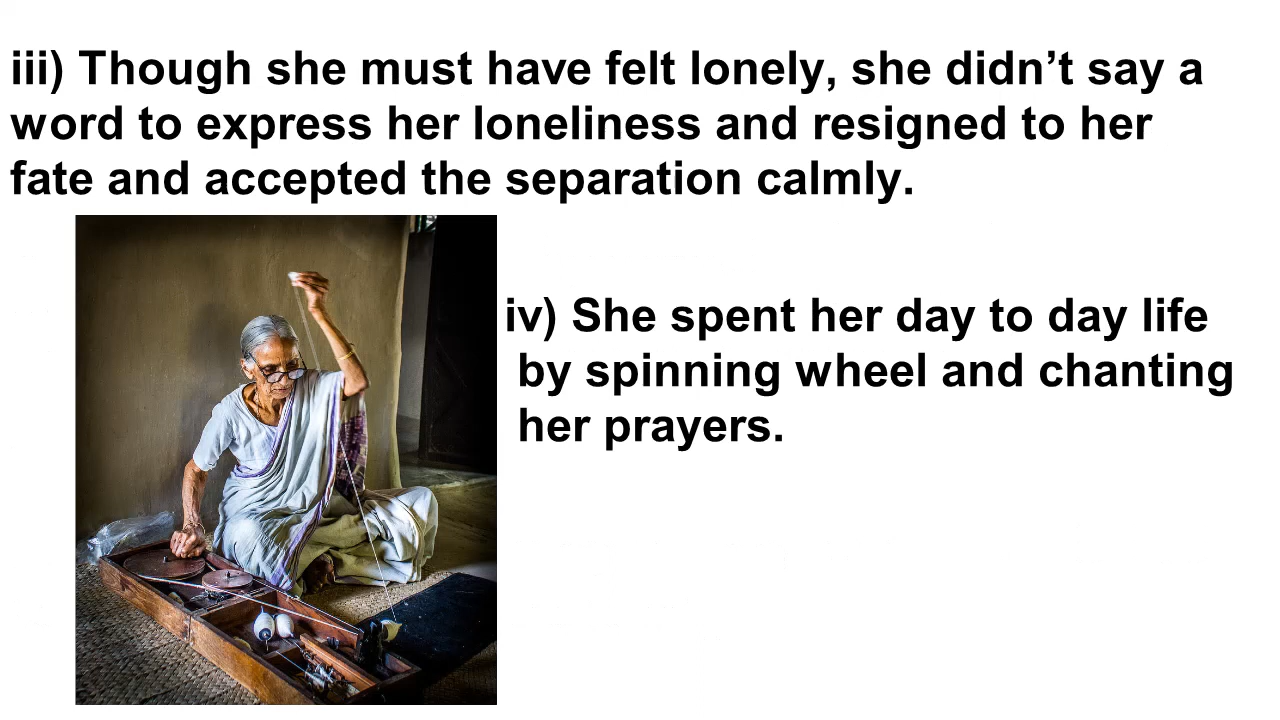 iii) Though she must have felt lonely, she didn’t say a
word to express her loneliness and resigned to her
fate and accepted the separation calmly.
iv) She spent her day to day life
by spinning wheel and chanting
her prayers.